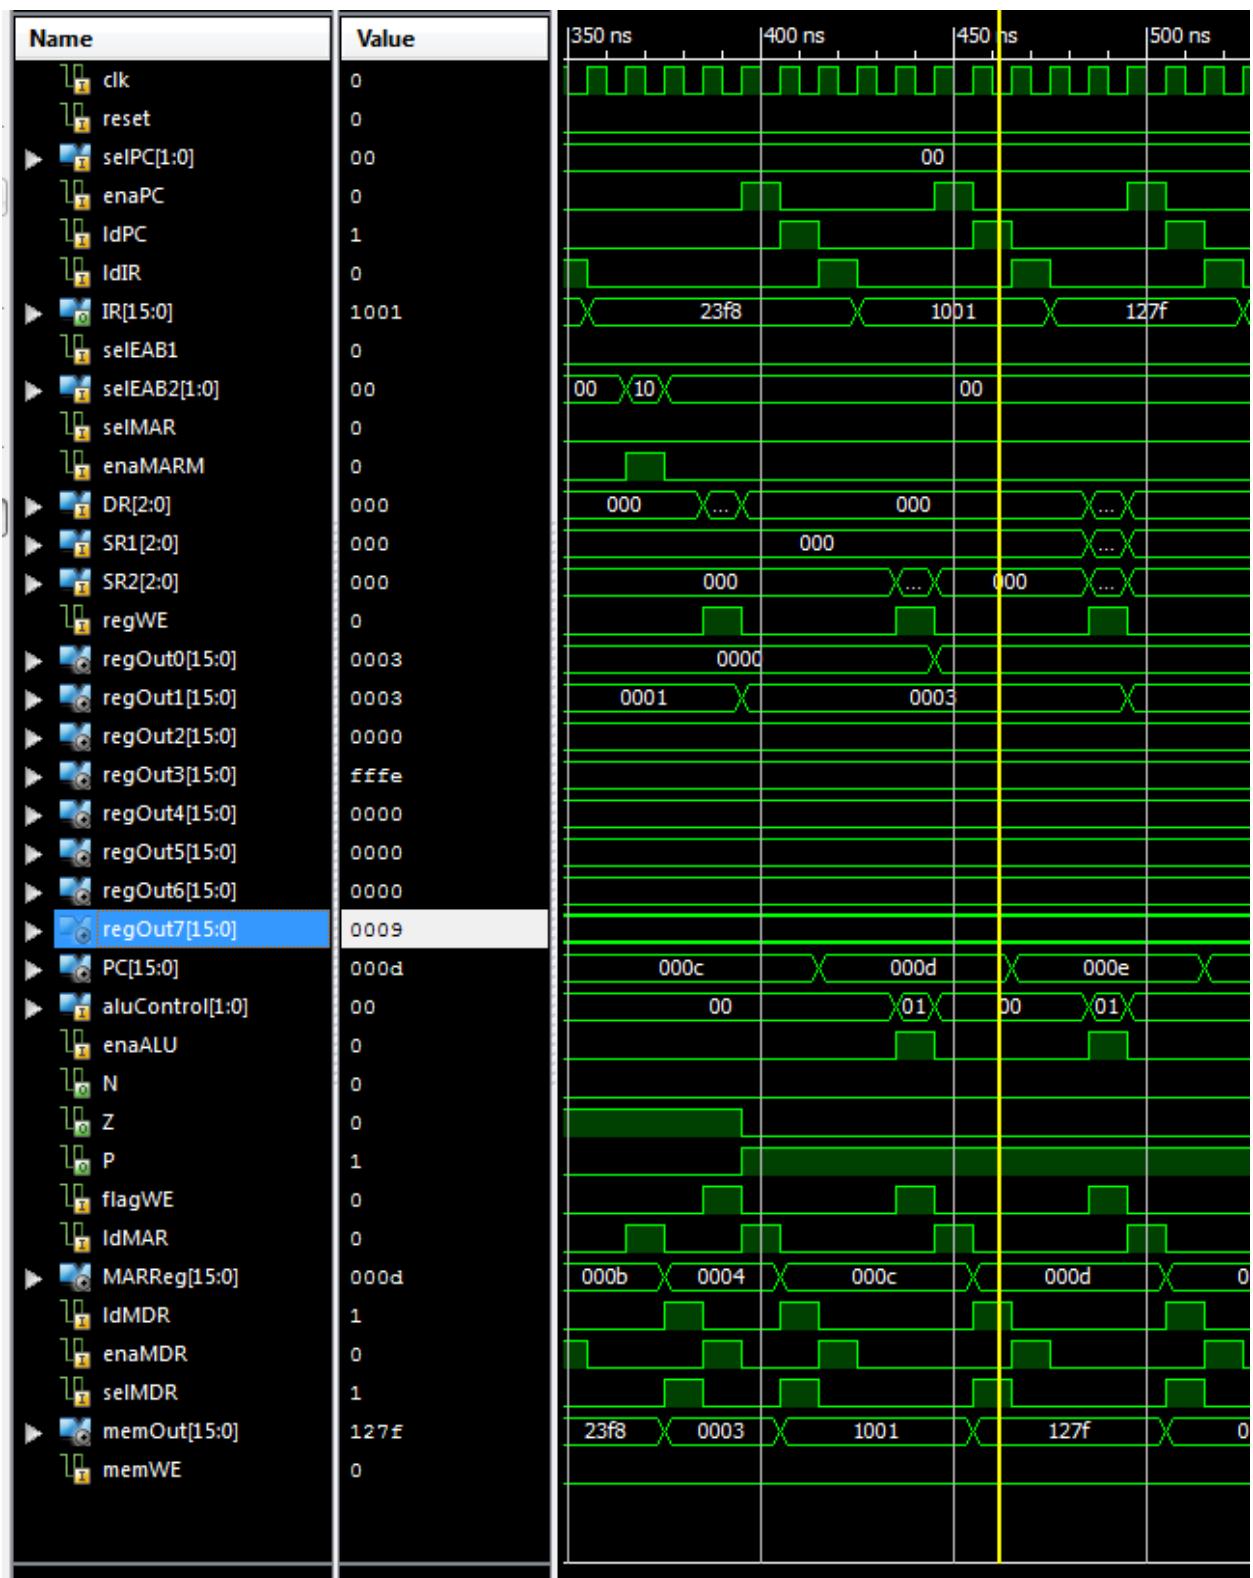 Name Value 350 ns 400 ns 450 ns 500 ns
clk 0
reset 0
selPC[1:0] 00 00
enaPC 0
ldPC 1
ldIR 0
IR[15:0] 1001 23f8 1001 127f
selEAB1 0
selEAB2[1:0] 00 00 10 00
selMAR 0
enaMARM 0
DR[2:0] 000 000 ... 000 ...
SR1[2:0] 000 000 ...
SR2[2:0] 000 000 ... 000 ...
regWE 0
regOut0[15:0] 0003 0000
regOut1[15:0] 0003 0001 0003
regOut2[15:0] 0000
regOut3[15:0] fffe
regOut4[15:0] 0000
regOut5[15:0] 0000
regOut6[15:0] 0000
regOut7[15:0] 0009
PC[15:0] 000d 000c 000d 000e
aluControl[1:0] 00 00 01 00 01
enaALU 0
N 0
Z 0
P 1
flagWE 0
ldMAR 0
MARReg[15:0] 000d 000b 0004 000c 000d 0
ldMDR 1
enaMDR 0
selMDR 1
memOut[15:0] 127f 23f8 0003 1001 127f 0
memWE 0